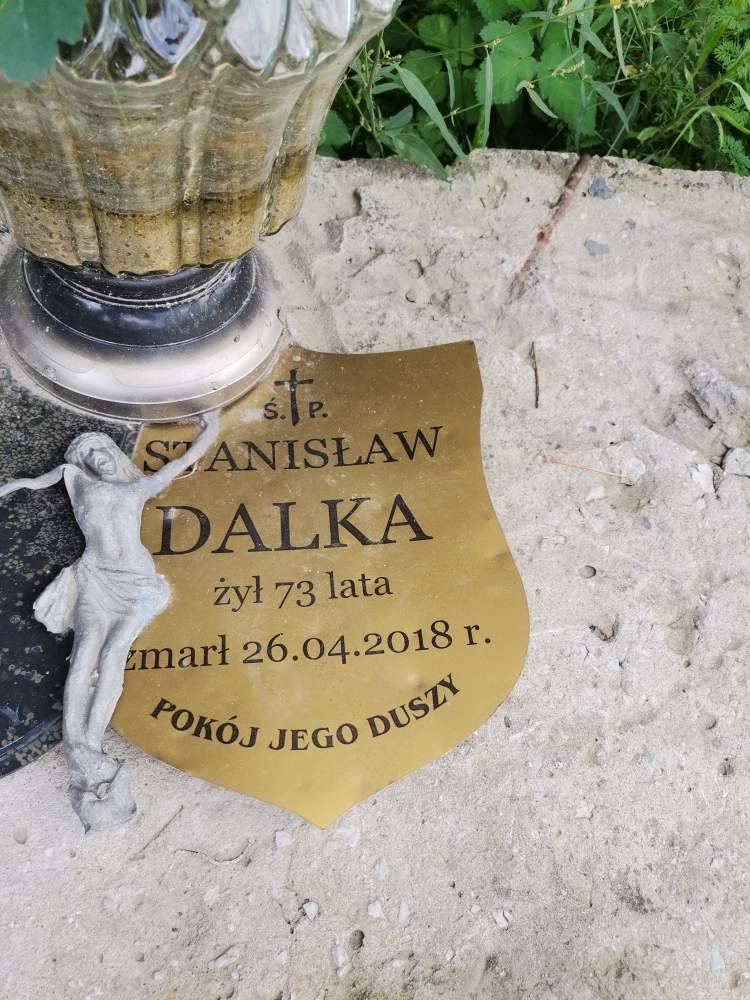 Ś.P.
STANISŁAW
DALKA
żył 73 lata
zmarł 26.04.2018 r.
POKÓJ JEGO DUSZY